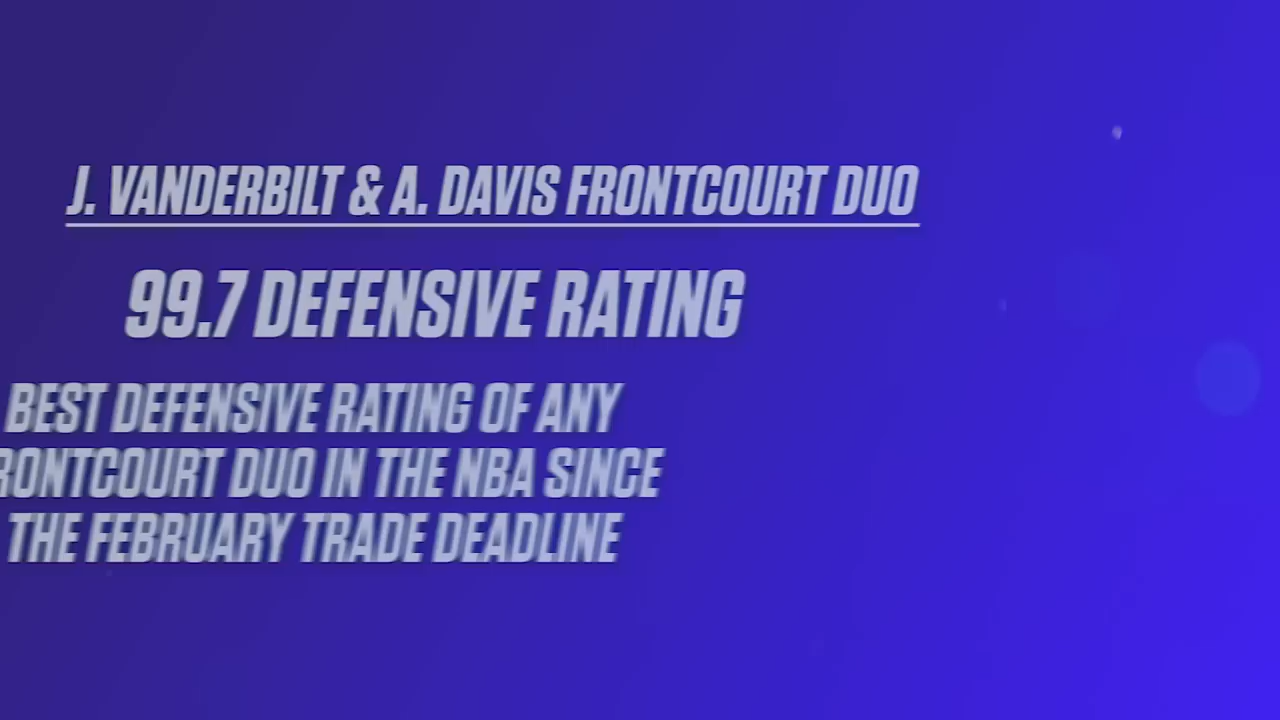 J. VANDERBILT & A. DAVIS FRONTCOURT DUO
99.7 DEFENSIVE RATING
BEST DEFENSIVE RATING OF ANY
RONTCOURT DUO IN THE NBA SINCE
THE FEBRUARY TRADE DEADLINE